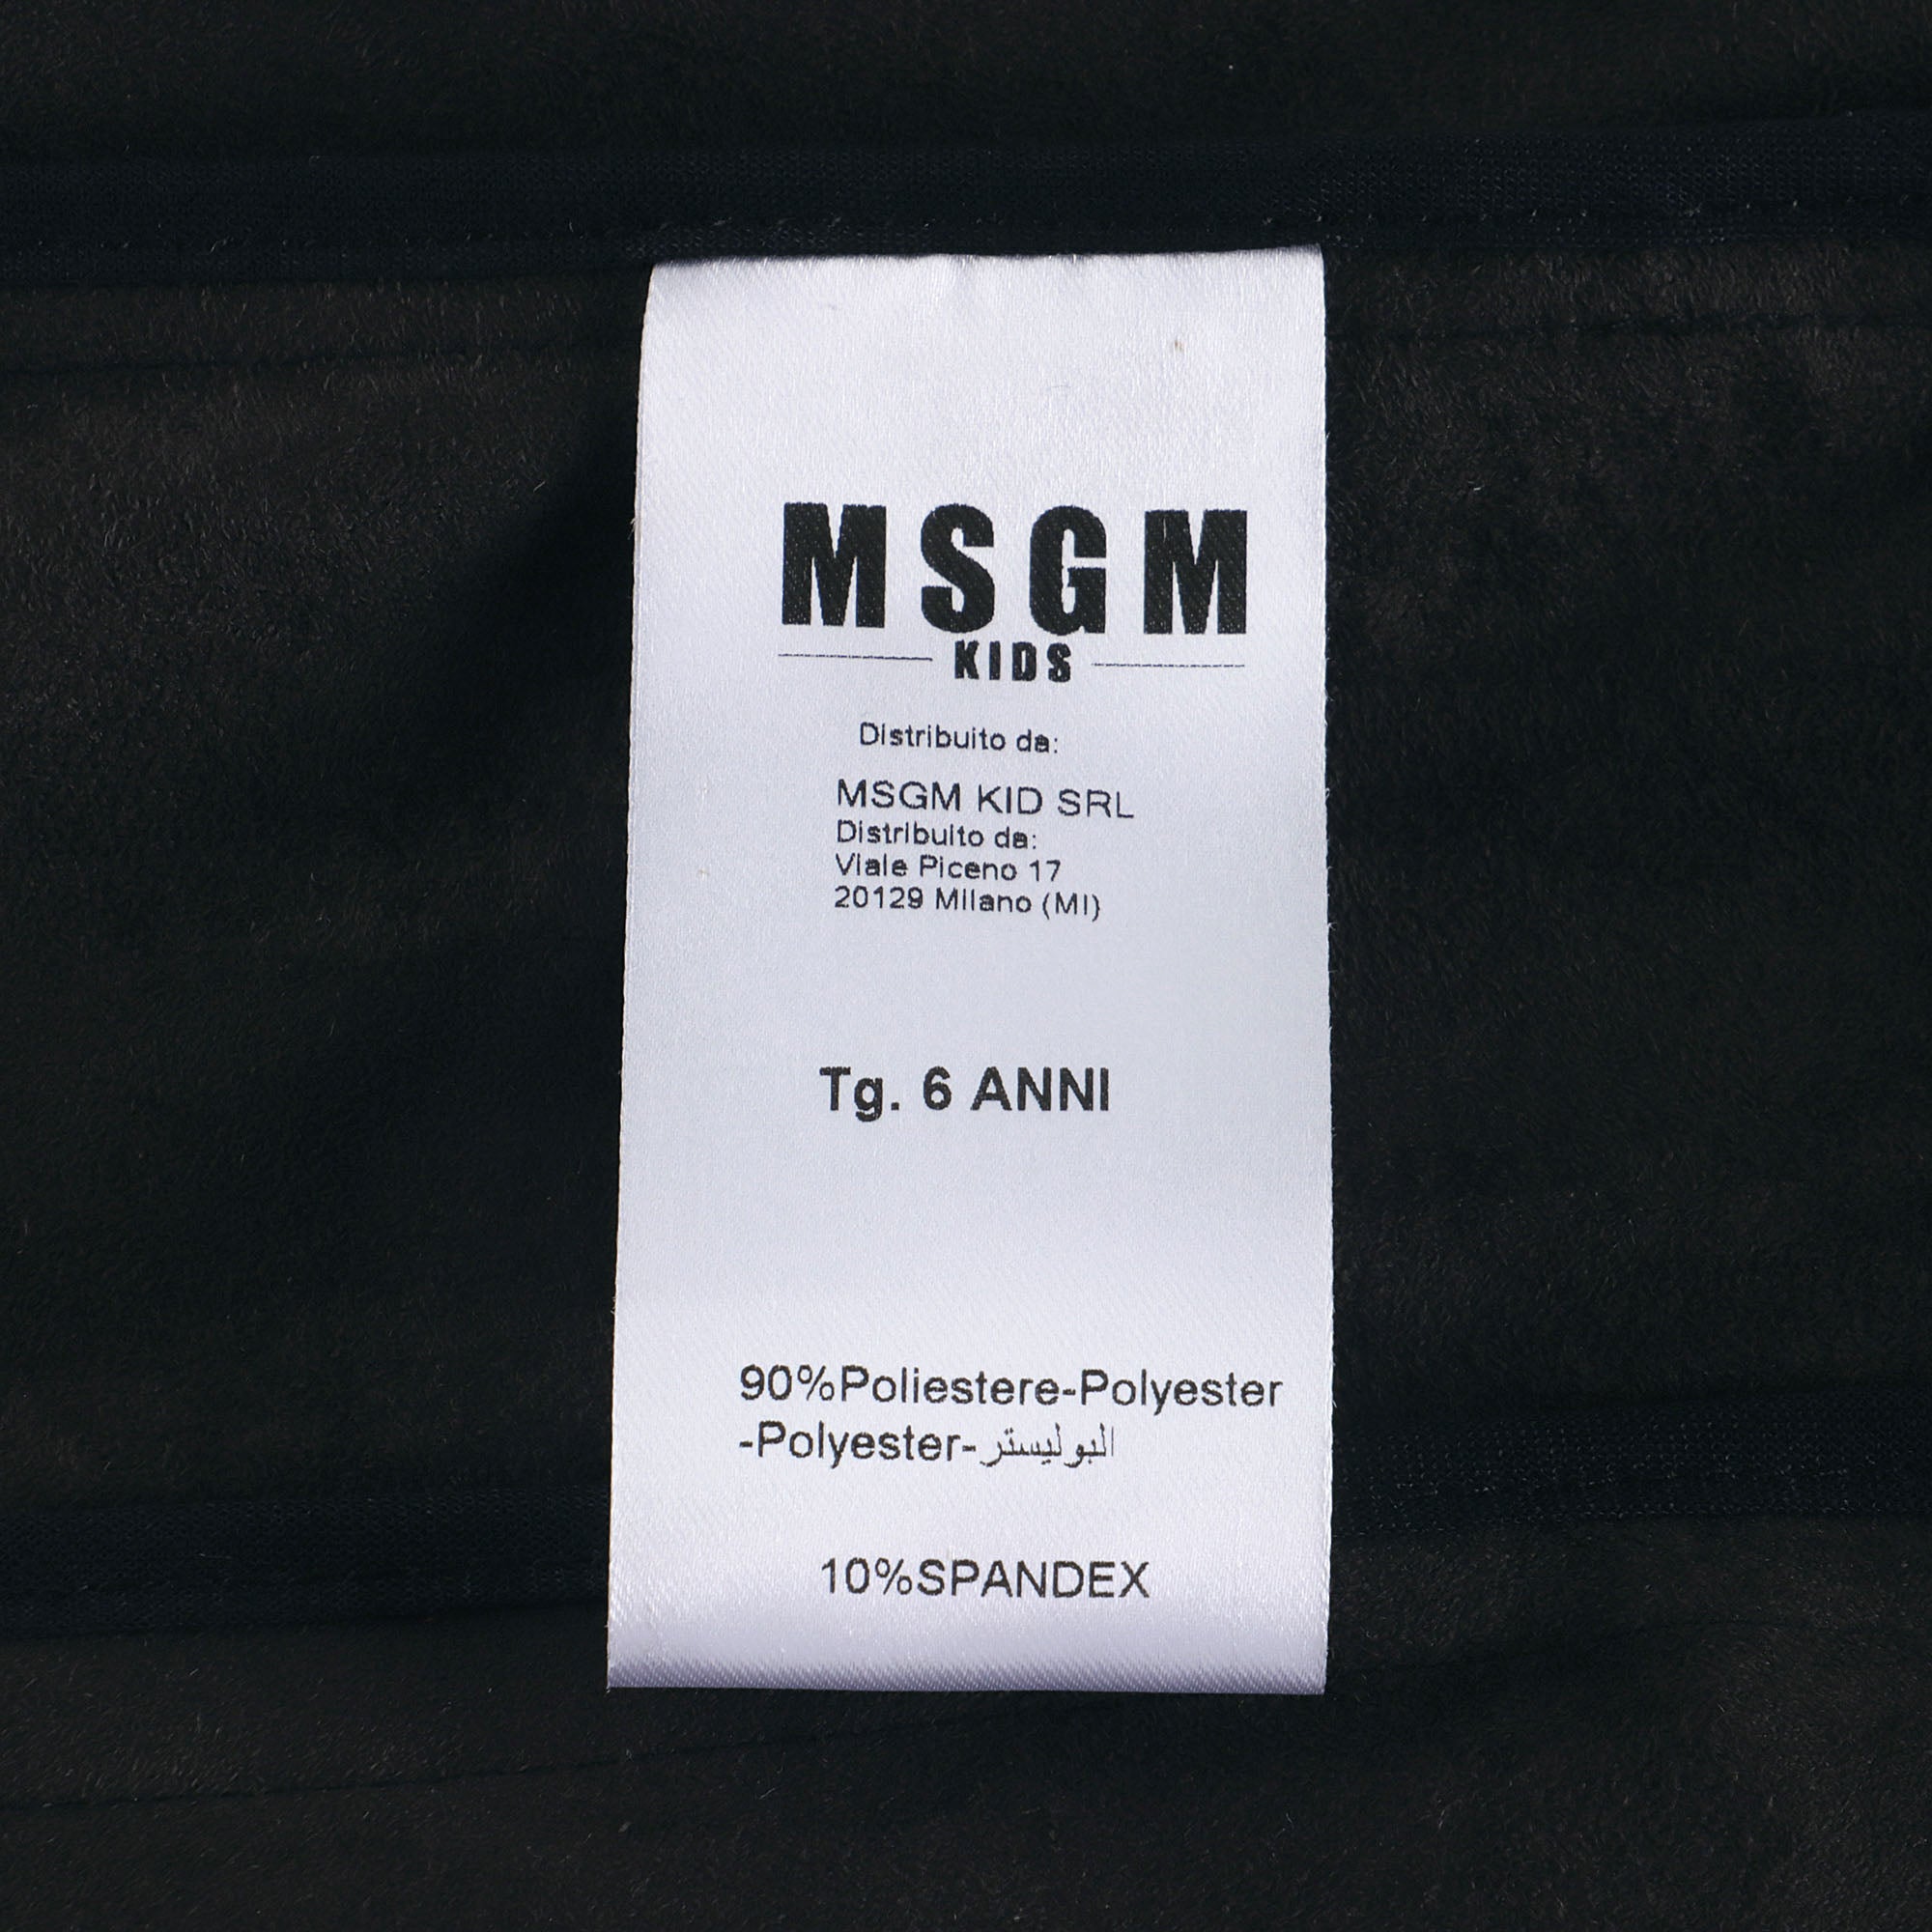 MSGM
KIDS
Distribuito da:
MSGM KID SRL
Distribuito da:
Viale Piceno 17
20129 Milano (MI)
Tg. 6 ANNI
90%Poliestere-Polyester
-Polyester-البوليستر
10%SPANDEX